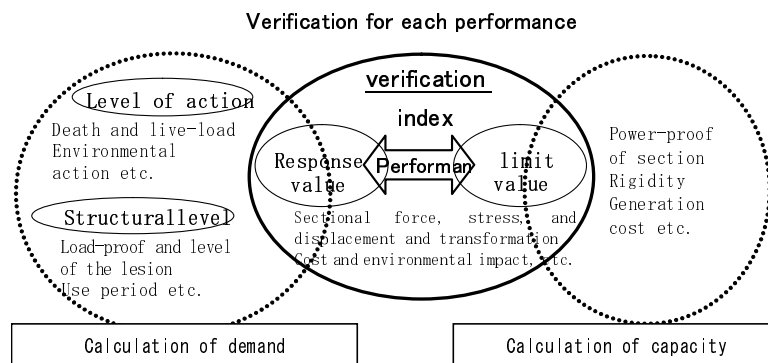 Verification for each performance
verification
index
Level of action
Death and live-load
Environmental
action etc.
Structurallevel
Load-proof and level
of the lesion
Use period etc.
Response
value
Performan
limit
value
Sectional force, stress, and
displacement and transformation
Cost and environmental impact, etc.
Power-proof
of section
Rigidity
Generation
cost etc.
Calculation of demand
Calculation of capacity